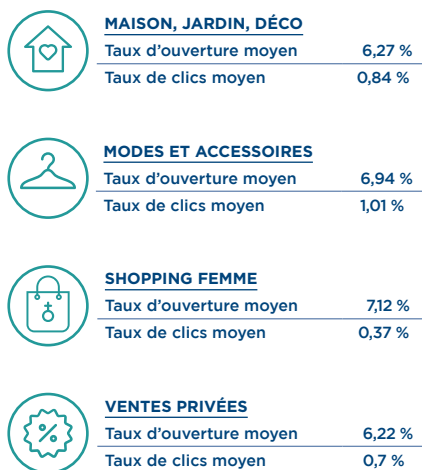 MAISON, JARDIN, DÉCO
Taux d'ouverture moyen 6,27 %
Taux de clics moyen 0,84 %
MODES ET ACCESSOIRES
Taux d'ouverture moyen 6,94 %
Taux de clics moyen 1,01 %
SHOPPING FEMME
Taux d'ouverture moyen 7,12 %
Taux de clics moyen 0,37 %
VENTES PRIVÉES
Taux d'ouverture moyen 6,22 %
Taux de clics moyen 0,7 %